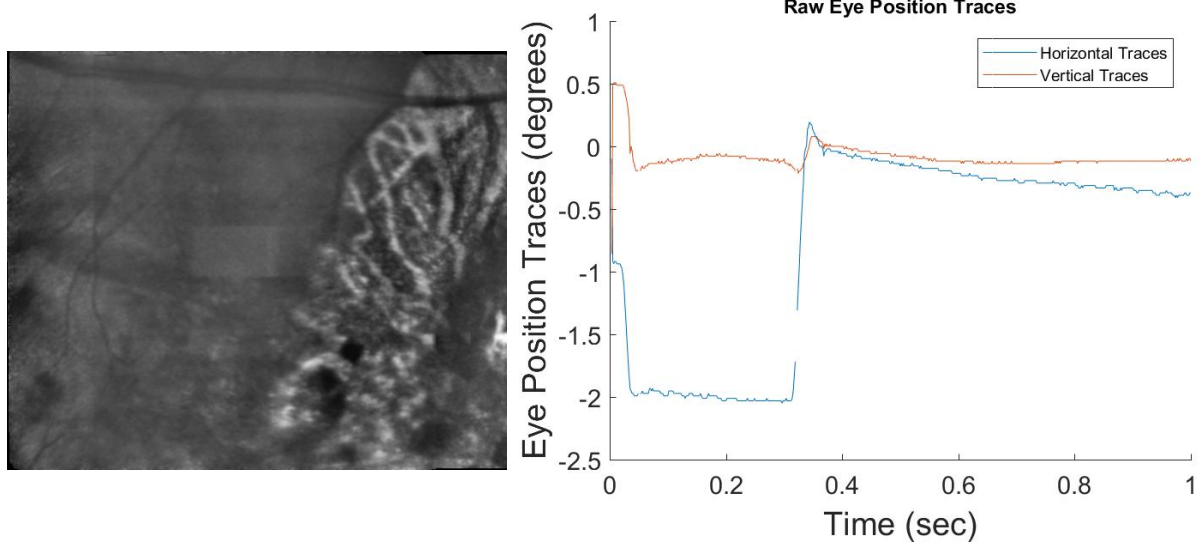 Raw Eye Position Traces
Eye Position Traces (degrees)
1
0.5
0
-0.5
-1
-1.5
-2
-2.5
Horizontal Traces
Vertical Traces
0 0.2 0.4 0.6 0.8 1
Time (sec)